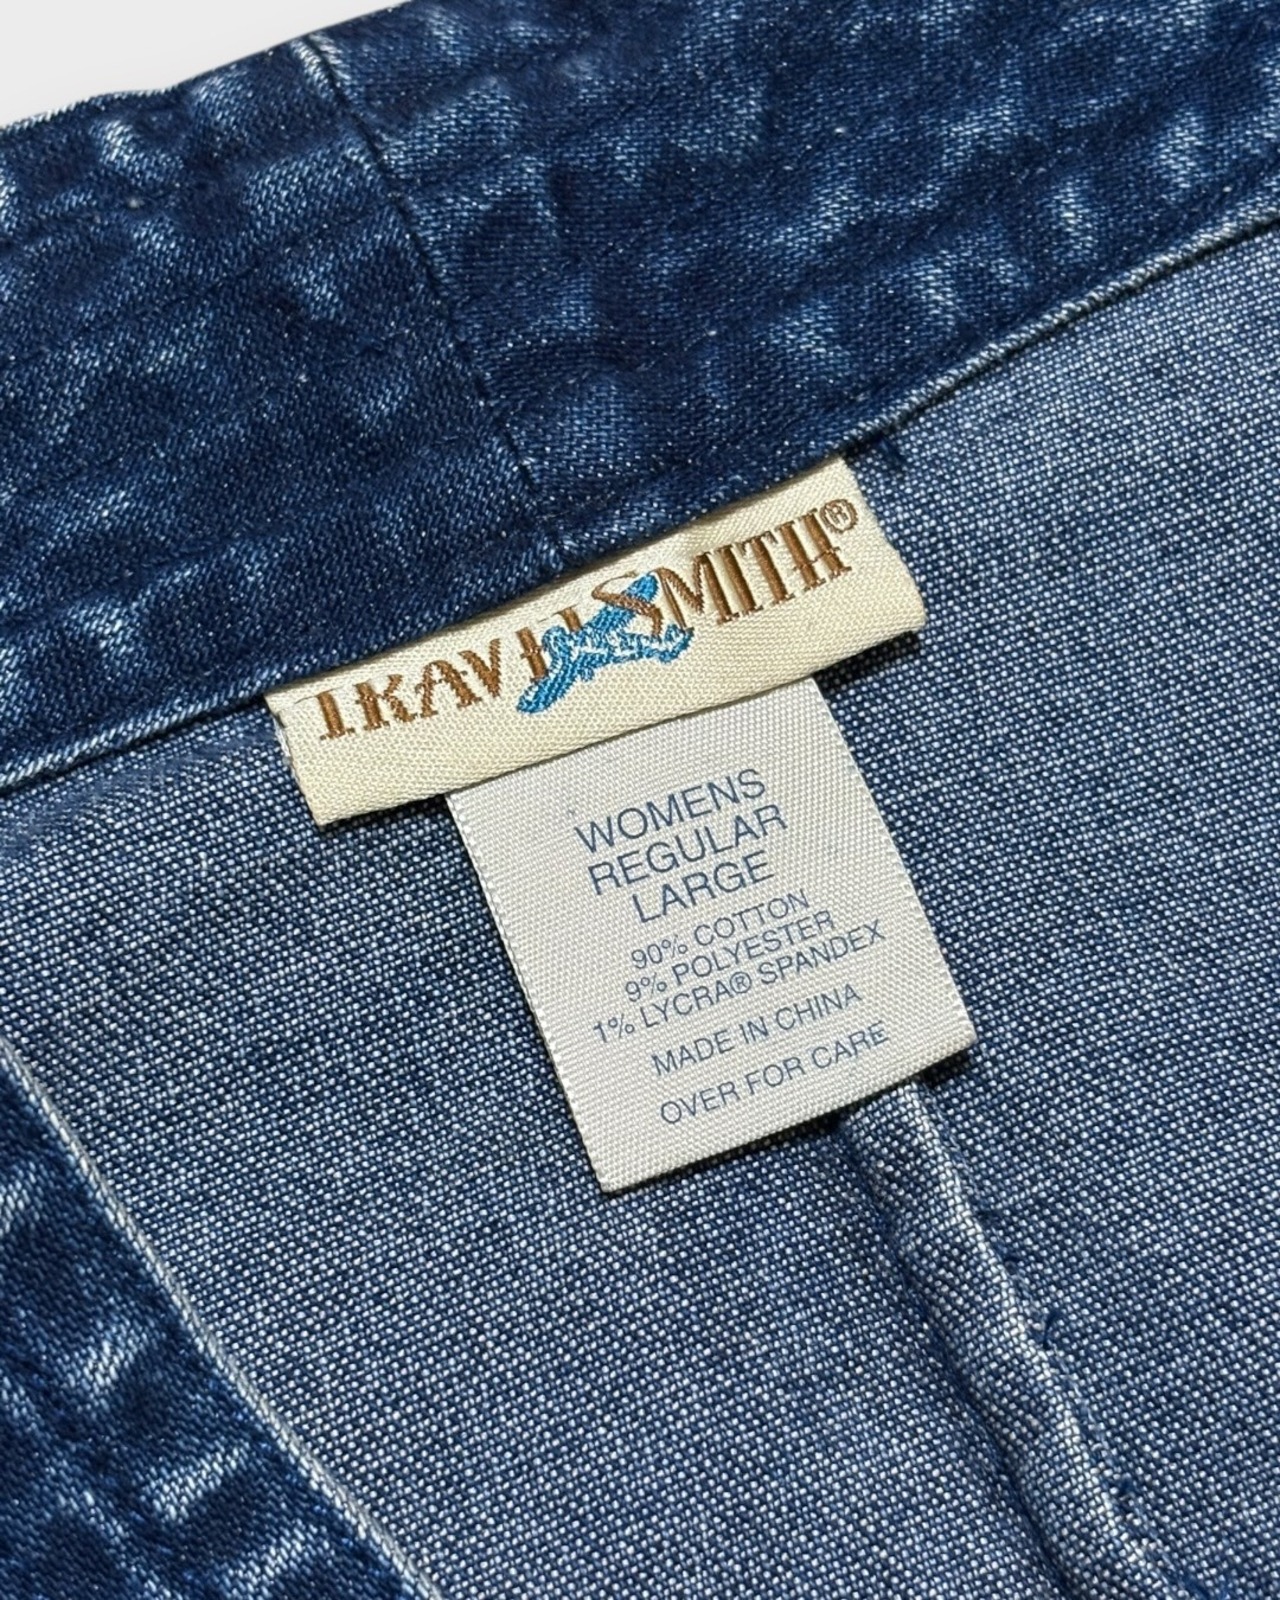 TRAVELSMITH®
WOMENS
REGULAR
LARGE
90% COTTON
9% POLYESTER
1% LYCRA® SPANDEX
MADE IN CHINA
OVER FOR CARE